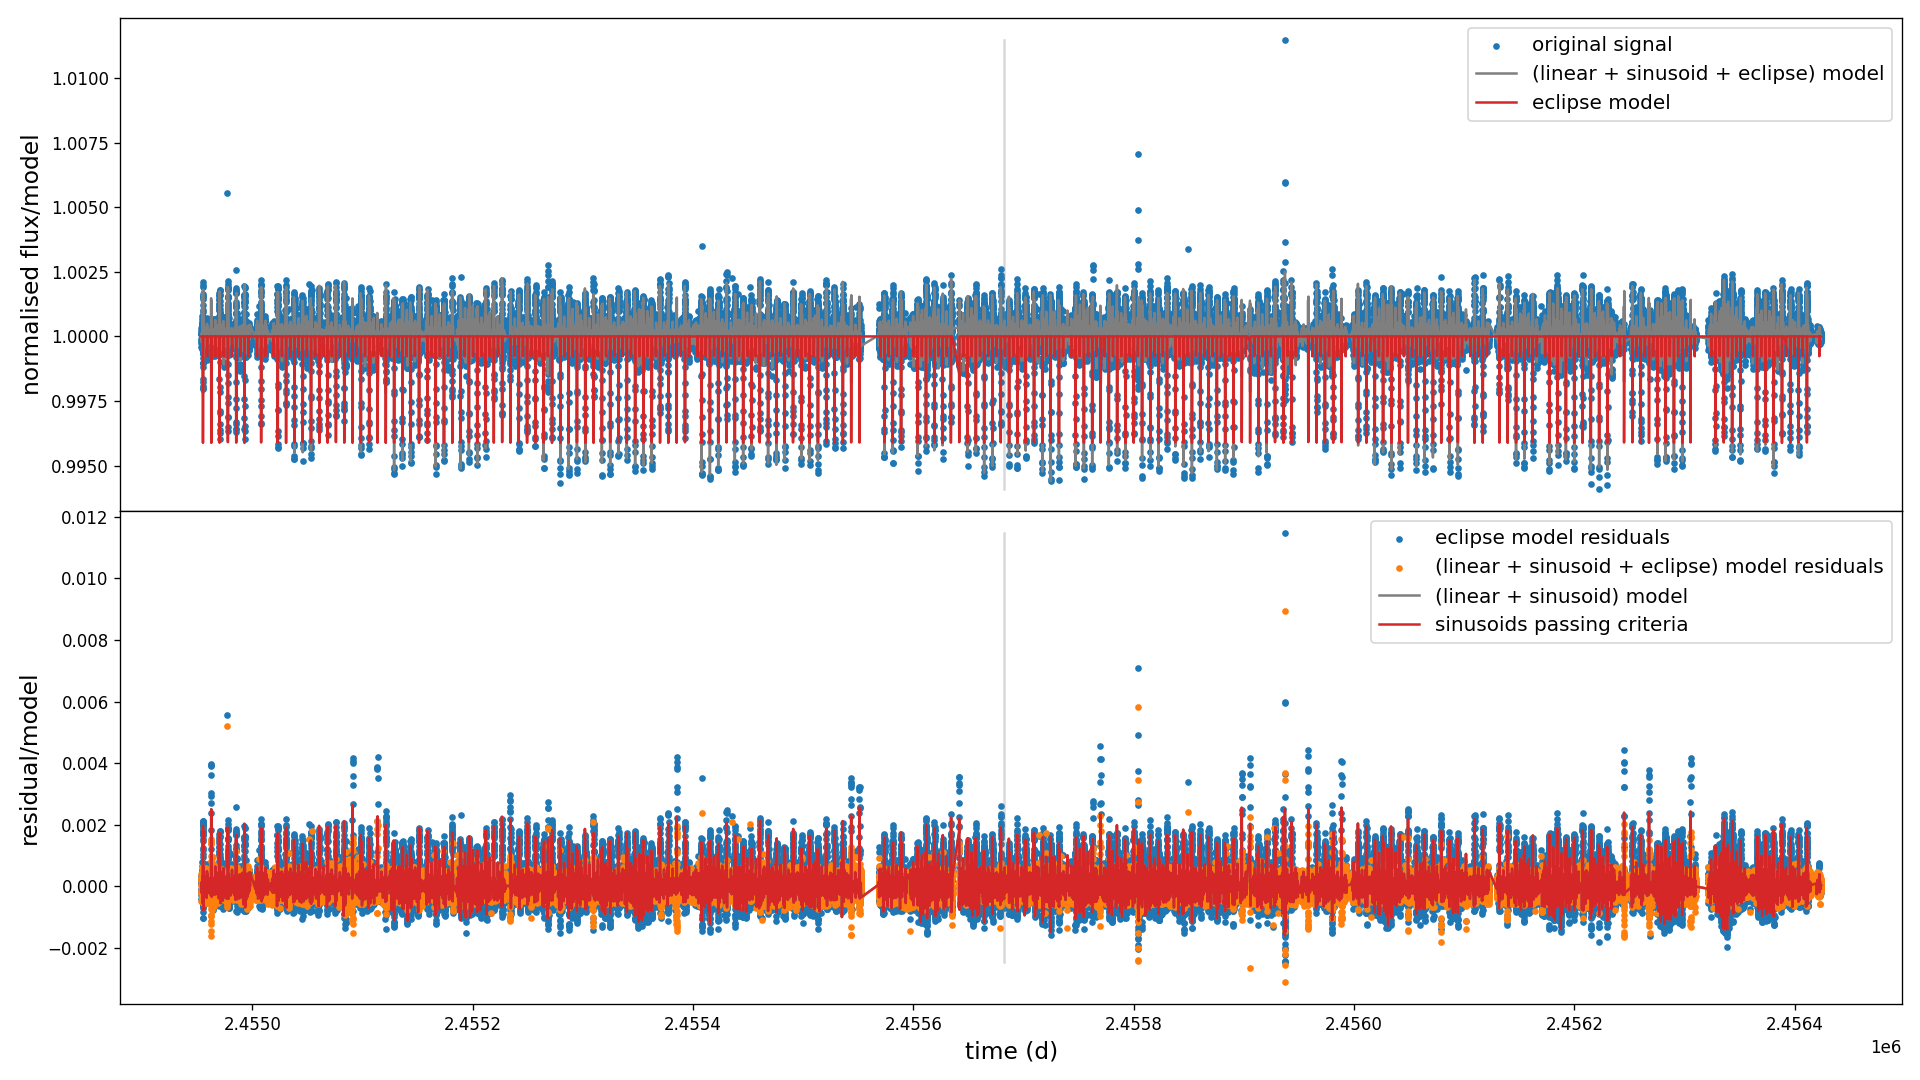 original signal
(linear + sinusoid + eclipse) model
eclipse model
normalised flux/model
1.0100
1.0075
1.0050
1.0025
1.0000
0.9975
0.9950
eclipse model residuals
(linear + sinusoid + eclipse) model residuals
(linear + sinusoid) model
sinusoids passing criteria
residual/model
0.012
0.010
0.008
0.006
0.004
0.002
0.000
−0.002
2.4550 2.4552 2.4554 2.4556 2.4558 2.4560 2.4562 2.4564
time (d)
1e6